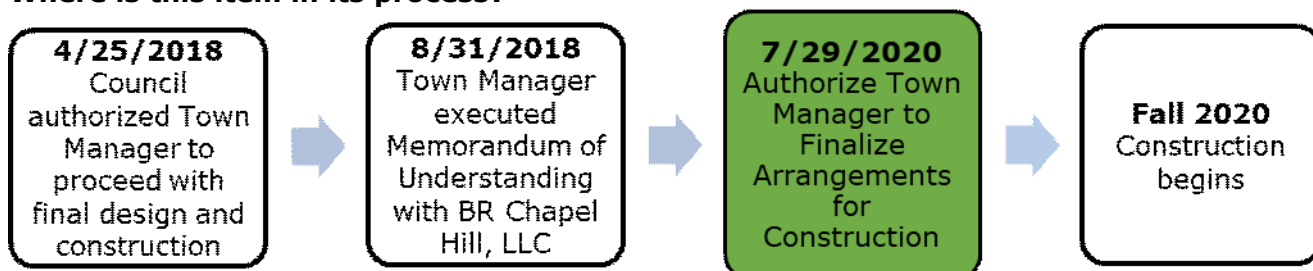 Where is this item in its process?
4/25/2018
Council
authorized Town
Manager to
proceed with
final design and
construction
8/31/2018
Town Manager
executed
Memorandum of
Understanding
with BR Chapel
Hill, LLC
7/29/2020
Authorize Town
Manager to
Finalize
Arrangements
for
Construction
Fall 2020
Construction
begins